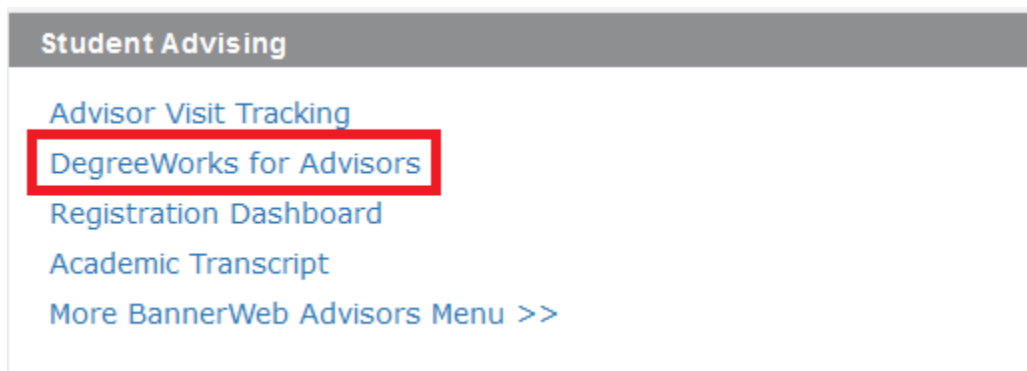 Student Advising
Advisor Visit Tracking
DegreeWorks for Advisors
Registration Dashboard
Academic Transcript
More BannerWeb Advisors Menu >>